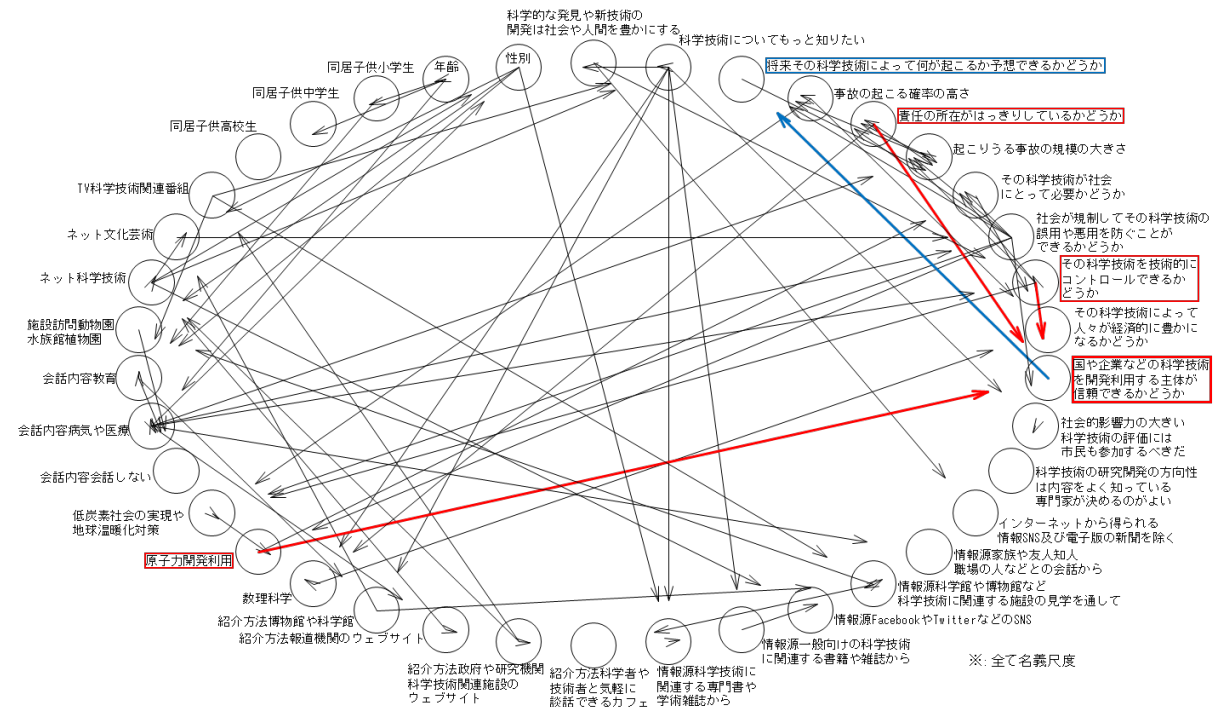 科学的な発見や新技術の
開発は社会や人間を豊かにする
科学技術についてもっと知りたい
将来その科学技術によって何が起こるか予想できるかどうか
事故の起こる確率の高さ
責任の所在がはっきりしているかどうか
起こりうる事故の規模の大きさ
その科学技術が社会
にとって必要かどうか
社会が規制してその科学技術の
誤用や悪用を防ぐことが
できるかどうか
その科学技術を技術的に
コントロールできるか
どうか
その科学技術によって
人々が経済的に豊かに
なるかどうか
国や企業などの科学技術
を開発利用する主体が
信頼できるかどうか
社会的影響力の大きい
科学技術の評価には
市民も参加するべきだ
科学技術の研究開発の方向性
は内容をよく知っている
専門家が決めるのがよい
インターネットから得られる
情報SNS及び電子版の新聞を除く
情報源家族や友人知人
職場の人などとの会話から
情報源科学館や博物館など
科学技術に関連する施設の見学を通して
情報源FacebookやTwitterなどのSNS
情報源一般向けの科学技術
に関連する書籍や雑誌から
情報源科学技術に
関連する専門書や
学術雑誌から
紹介方法科学者や
技術者と気軽に
談話できるカフェ
紹介方法政府や研究機関
科学技術関連施設の
ウェブサイト
紹介方法報道機関のウェブサイト
紹介方法博物館や科学館
数理科学
原子力開発利用
低炭素社会の実現や
地球温暖化対策
会話内容会話しない
会話内容病気や医療
会話内容教育
施設訪問動物園
水族館植物園
ネット科学技術
ネット文化芸術
TV科学技術関連番組
同居子供高校生
同居子供中学生
同居子供小学生
年齢
性別
※: 全て名義尺度